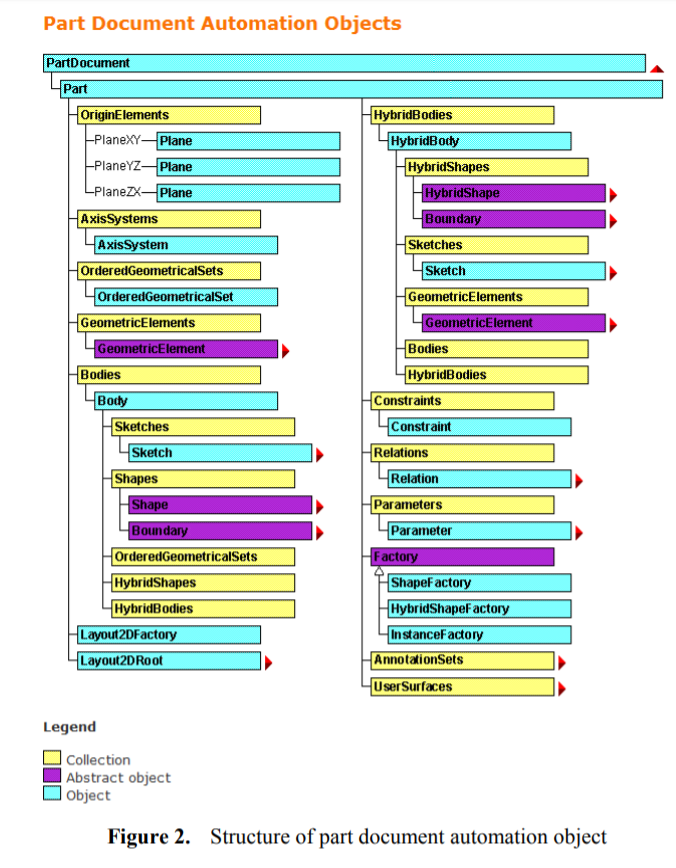 Part Document Automation Objects
PartDocument
Part
OriginElements
PlaneXY Plane
PlaneYZ Plane
PlaneZX Plane
AxisSystems
AxisSystem
OrderedGeometricalSets
OrderedGeometricalSet
GeometricElements
GeometricElement
Bodies
Body
Sketches
Sketch
Shapes
Shape
Boundary
OrderedGeometricalSets
HybridShapes
HybridBodies
Layout2DFactory
Layout2DRoot
HybridBodies
HybridBody
HybridShapes
HybridShape
Boundary
Sketches
Sketch
GeometricElements
GeometricElement
Bodies
HybridBodies
Constraints
Constraint
Relations
Relation
Parameters
Parameter
Factory
ShapeFactory
HybridShapeFactory
InstanceFactory
AnnotationSets
UserSurfaces
Legend
Collection
Abstract object
Object
Figure 2. Structure of part document automation object